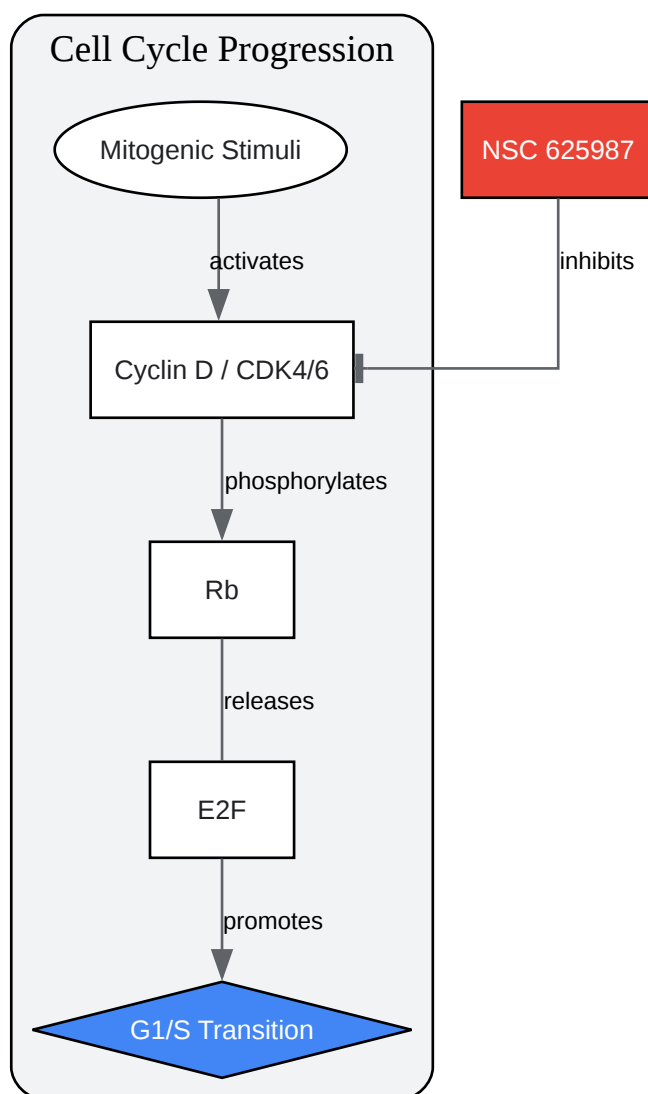 Cell Cycle Progression
Mitogenic Stimuli
NSC 625987
activates
inhibits
Cyclin D / CDK4/6
phosphorylates
Rb
releases
E2F
promotes
G1/S Transition